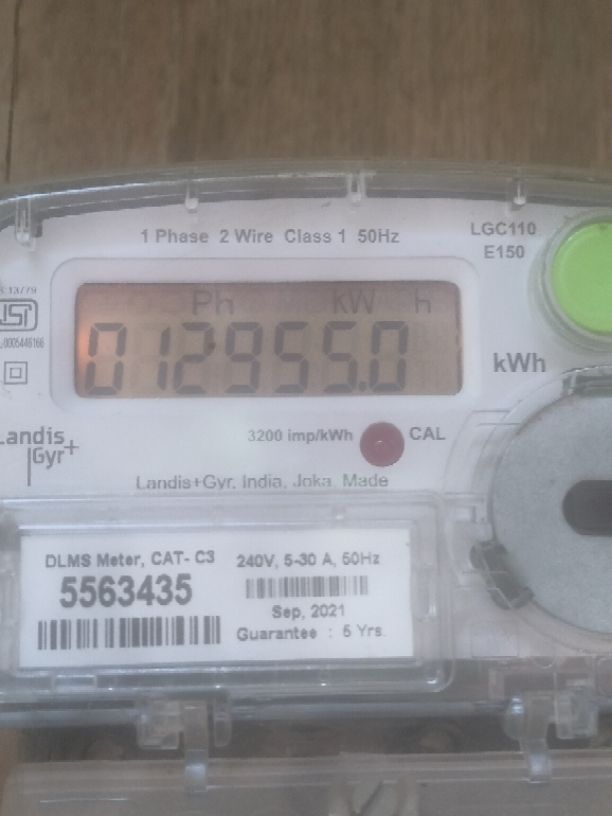 1 Phase 2 Wire Class 1 50Hz
LGC110
E150
Ph kW h
012955.0
kWh
3200 imp/kWh
CAL
Landis
Gyr+
Landis+Gyr, India, Joka, Made
DLMS Meter, CAT- C3
5563435
240V, 5-30 A, 50Hz
Sep, 2021
Guarantee : 5 Yrs.